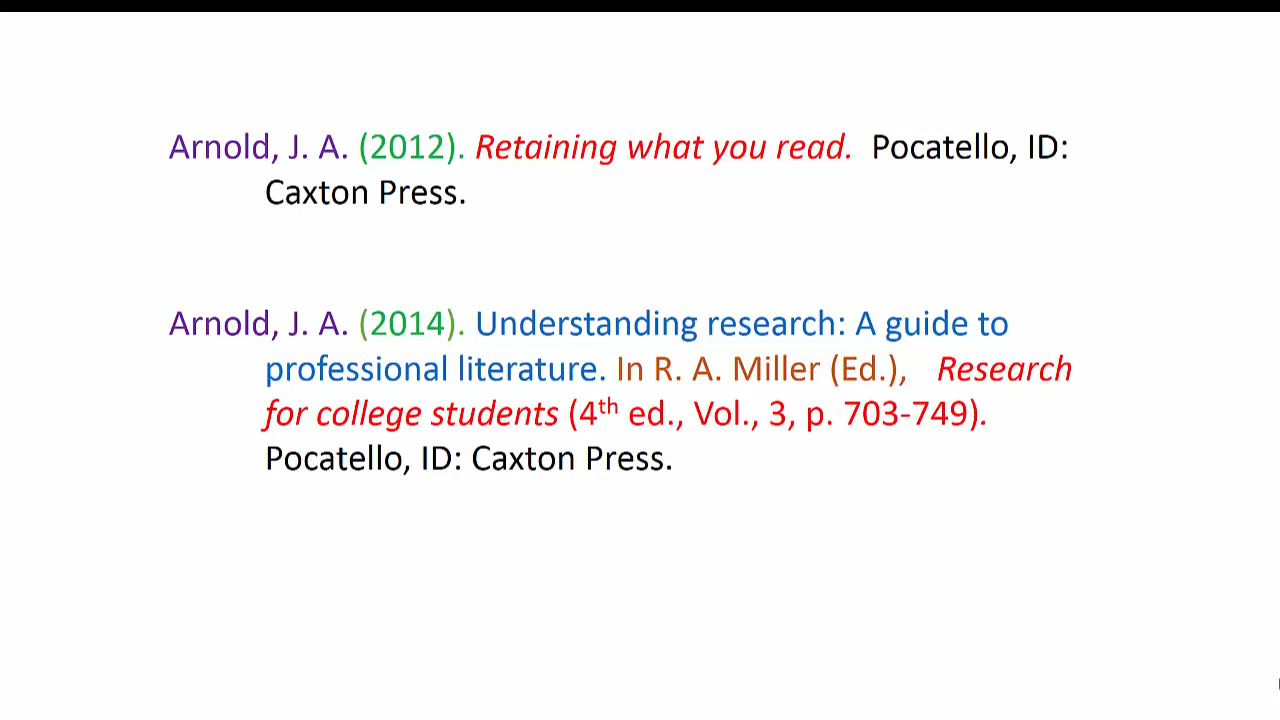 Arnold, J. A. (2012). Retaining what you read. Pocatello, ID:
Caxton Press.
Arnold, J. A. (2014). Understanding research: A guide to
professional literature. In R. A. Miller (Ed.), Research
for college students (4th ed., Vol., 3, p. 703-749).
Pocatello, ID: Caxton Press.